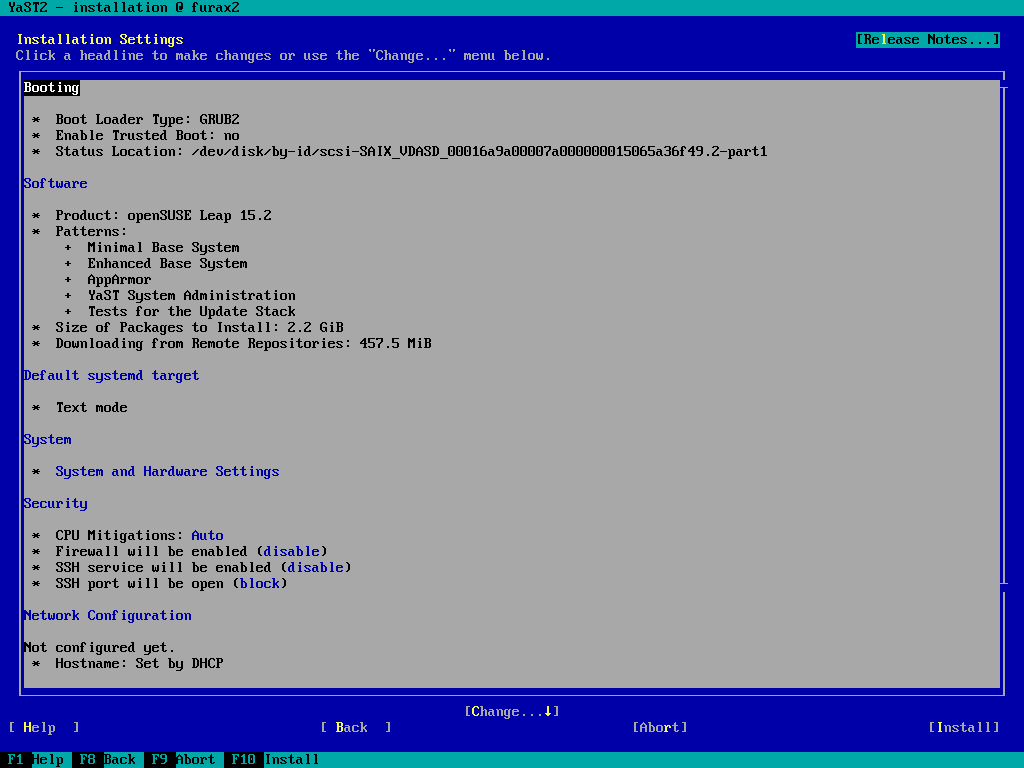 YaST2 - installation @ furax2
Installation Settings
[Release Notes...]
Click a headline to make changes or use the "Change..." menu below.
Booting
* Boot Loader Type: GRUB2
* Enable Trusted Boot: no
* Status Location: /dev/disk/by-id/scsi-SAIX_VDASD_00016a9a00007a000000015065a36f49.2-part1
Software
* Product: openSUSE Leap 15.2
* Patterns:
+ Minimal Base System
+ Enhanced Base System
+ AppArmor
+ YaST System Administration
+ Tests for the Update Stack
* Size of Packages to Install: 2.2 GiB
* Downloading from Remote Repositories: 457.5 MiB
Default systemd target
* Text mode
System
* System and Hardware Settings
Security
* CPU Mitigations: Auto
* Firewall will be enabled (disable)
* SSH service will be enabled (disable)
* SSH port will be open (block)
Network Configuration
Not configured yet.
* Hostname: Set by DHCP
[Change...↓]
[ Help ] [ Back ] [Abort] [Install]
F1 Help F8 Back F9 Abort F10 Install